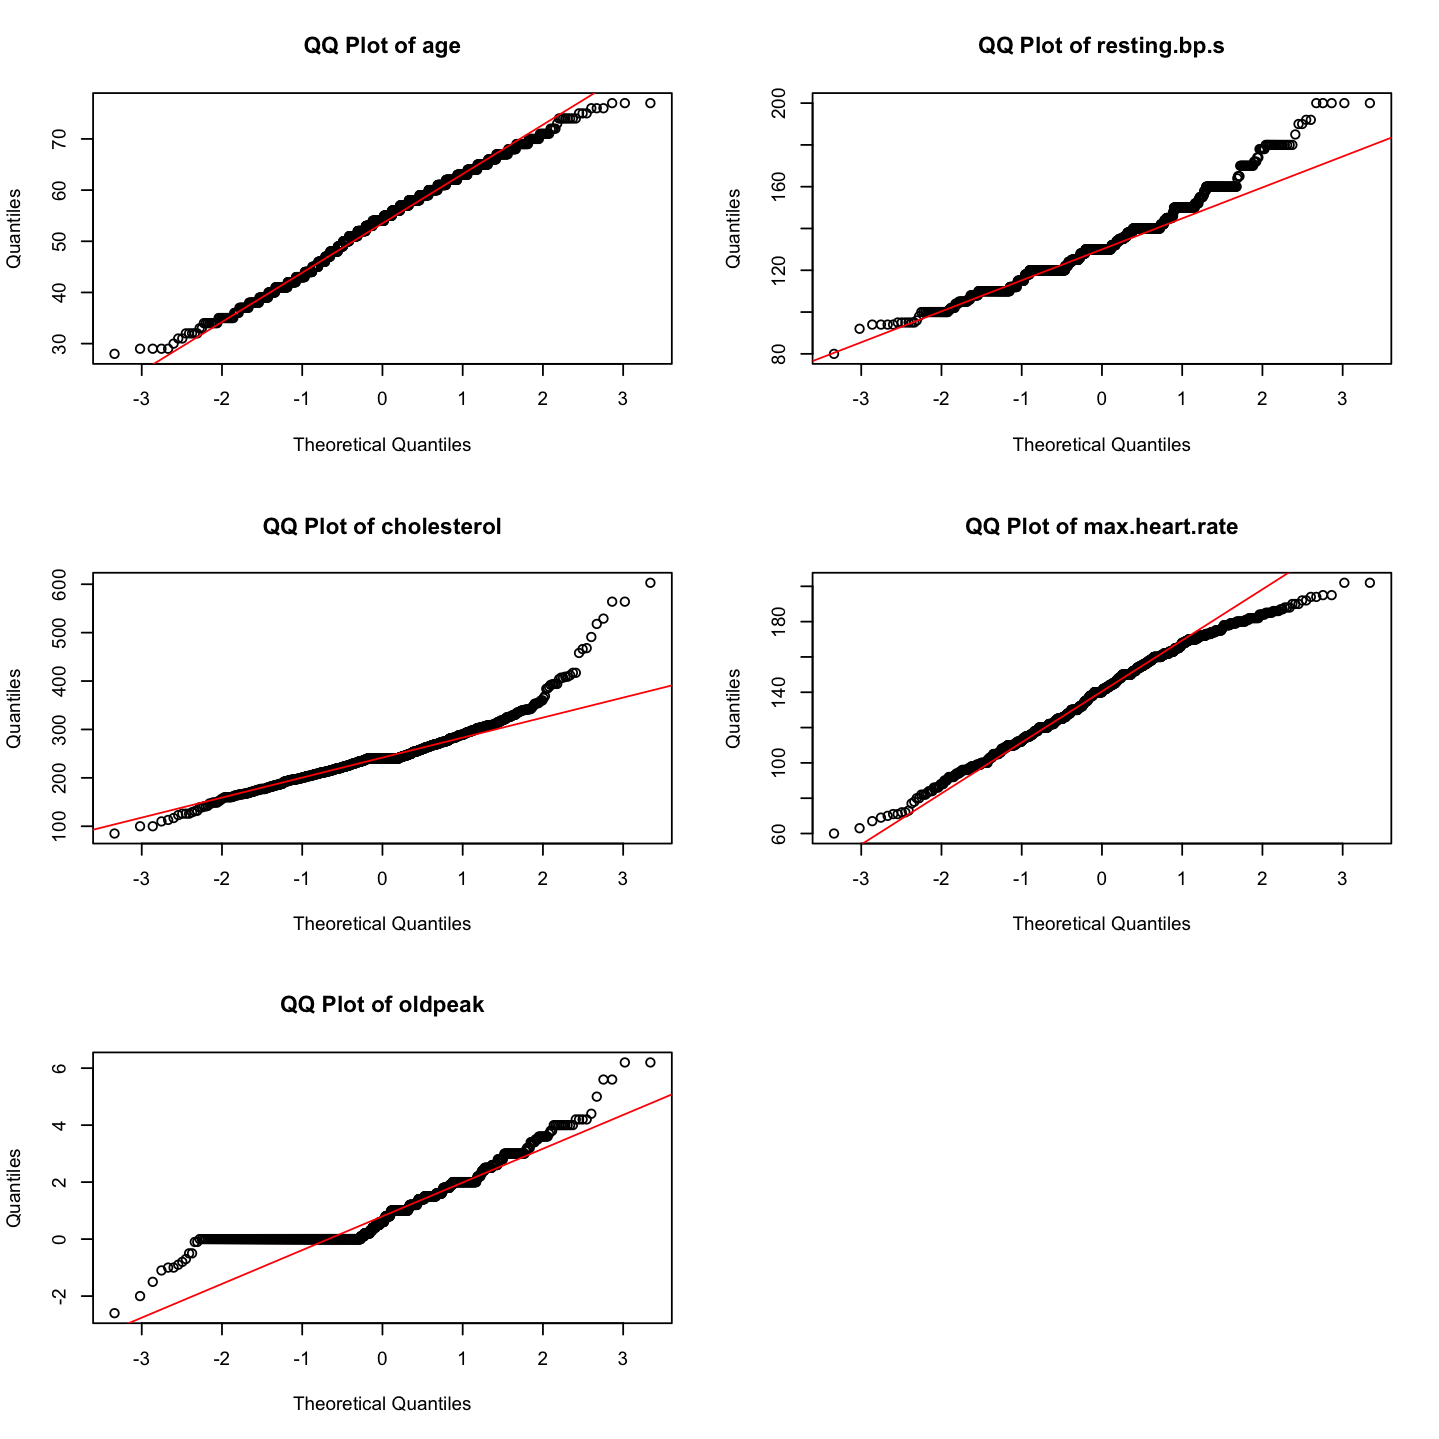 QQ Plot of age
Quantiles
30 40 50 60 70
-3 -2 -1 0 1 2 3
Theoretical Quantiles
QQ Plot of resting.bp.s
Quantiles
80 120 160 200
-3 -2 -1 0 1 2 3
Theoretical Quantiles
QQ Plot of cholesterol
Quantiles
100 200 300 400 500 600
-3 -2 -1 0 1 2 3
Theoretical Quantiles
QQ Plot of max.heart.rate
Quantiles
60 100 140 180
-3 -2 -1 0 1 2 3
Theoretical Quantiles
QQ Plot of oldpeak
Quantiles
-2 0 2 4 6
-3 -2 -1 0 1 2 3
Theoretical Quantiles